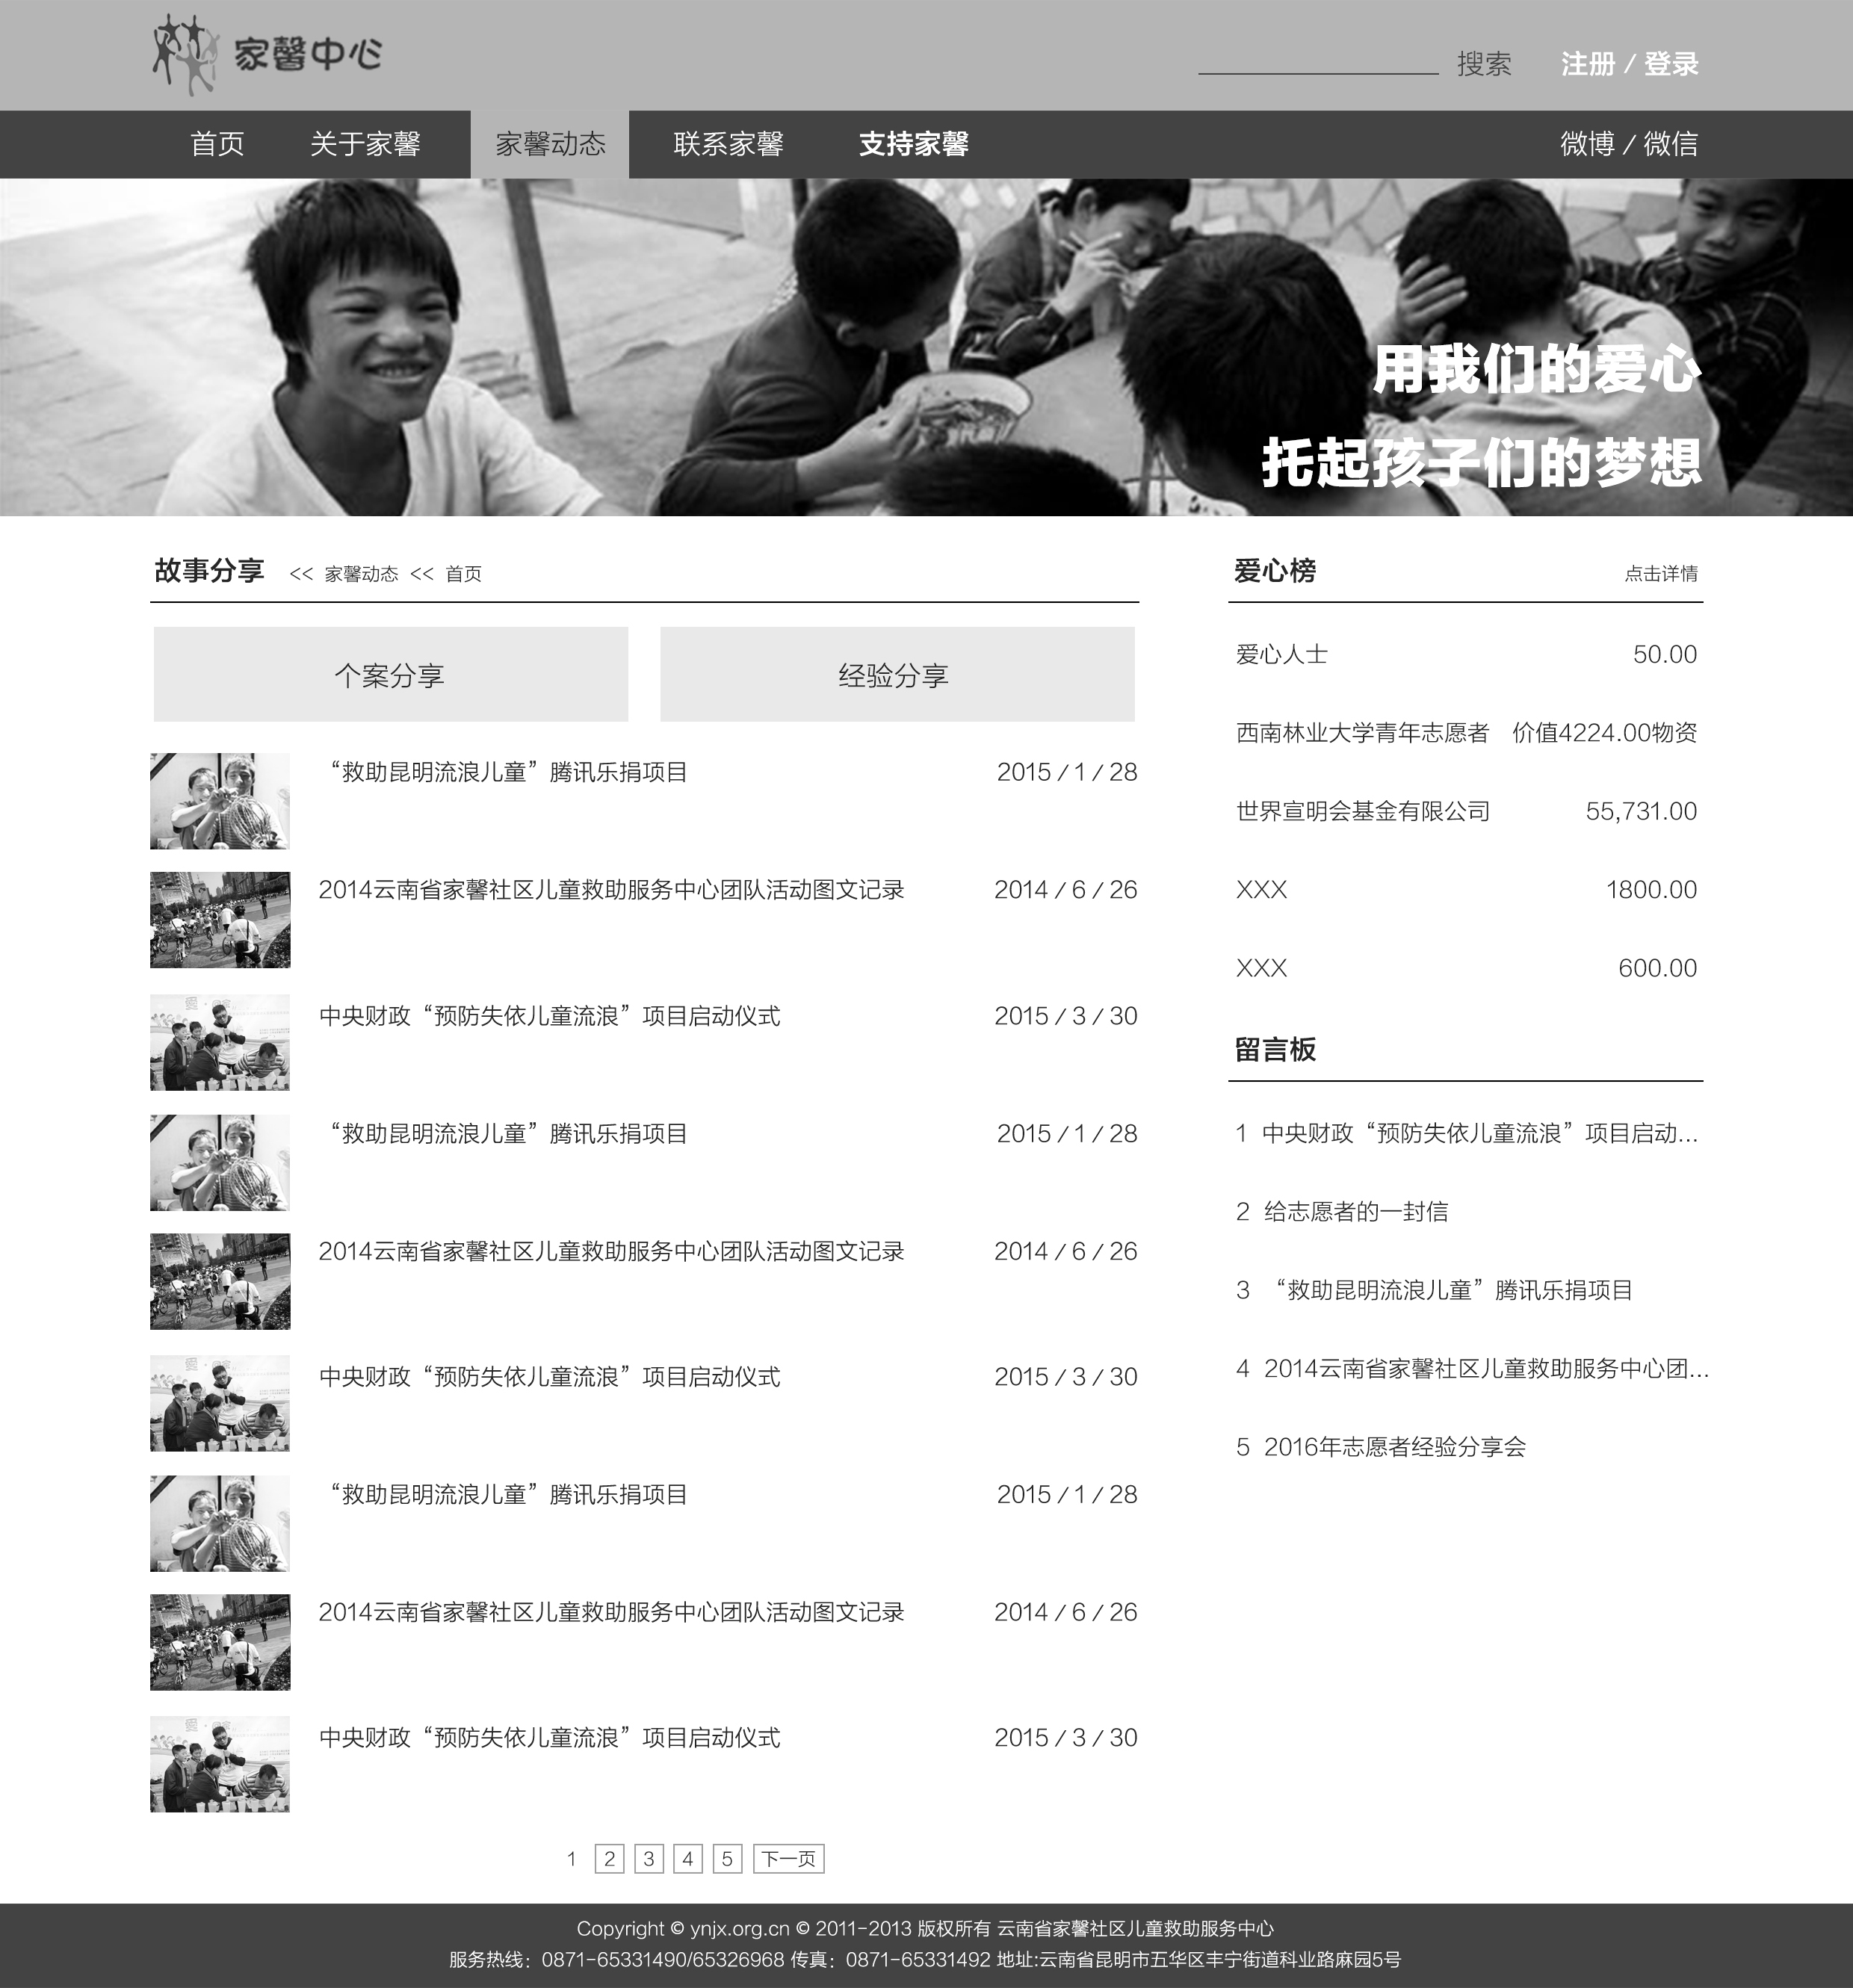 家馨中心
搜索 注册 / 登录
首页 关于家馨 家馨动态 联系家馨 支持家馨 微博 / 微信
用我们的爱心
托起孩子们的梦想
故事分享 << 家馨动态 << 首页
个案分享 经验分享
“救助昆明流浪儿童”腾讯乐捐项目 2015 / 1 / 28
2014云南省家馨社区儿童救助服务中心团队活动图文记录 2014 / 6 / 26
中央财政“预防失依儿童流浪”项目启动仪式 2015 / 3 / 30
“救助昆明流浪儿童”腾讯乐捐项目 2015 / 1 / 28
2014云南省家馨社区儿童救助服务中心团队活动图文记录 2014 / 6 / 26
中央财政“预防失依儿童流浪”项目启动仪式 2015 / 3 / 30
“救助昆明流浪儿童”腾讯乐捐项目 2015 / 1 / 28
2014云南省家馨社区儿童救助服务中心团队活动图文记录 2014 / 6 / 26
中央财政“预防失依儿童流浪”项目启动仪式 2015 / 3 / 30
1 2 3 4 5 下一页
爱心榜 点击详情
爱心人士 50.00
西南林业大学青年志愿者 价值4224.00物资
世界宣明会基金有限公司 55,731.00
XXX 1800.00
XXX 600.00
留言板
1 中央财政“预防失依儿童流浪”项目启动...
2 给志愿者的一封信
3 “救助昆明流浪儿童”腾讯乐捐项目
4 2014云南省家馨社区儿童救助服务中心团...
5 2016年志愿者经验分享会
Copyright © ynjx.org.cn © 2011-2013 版权所有 云南省家馨社区儿童救助服务中心
服务热线：0871-65331490/65326968 传真：0871-65331492 地址:云南省昆明市五华区丰宁街道科业路麻园5号